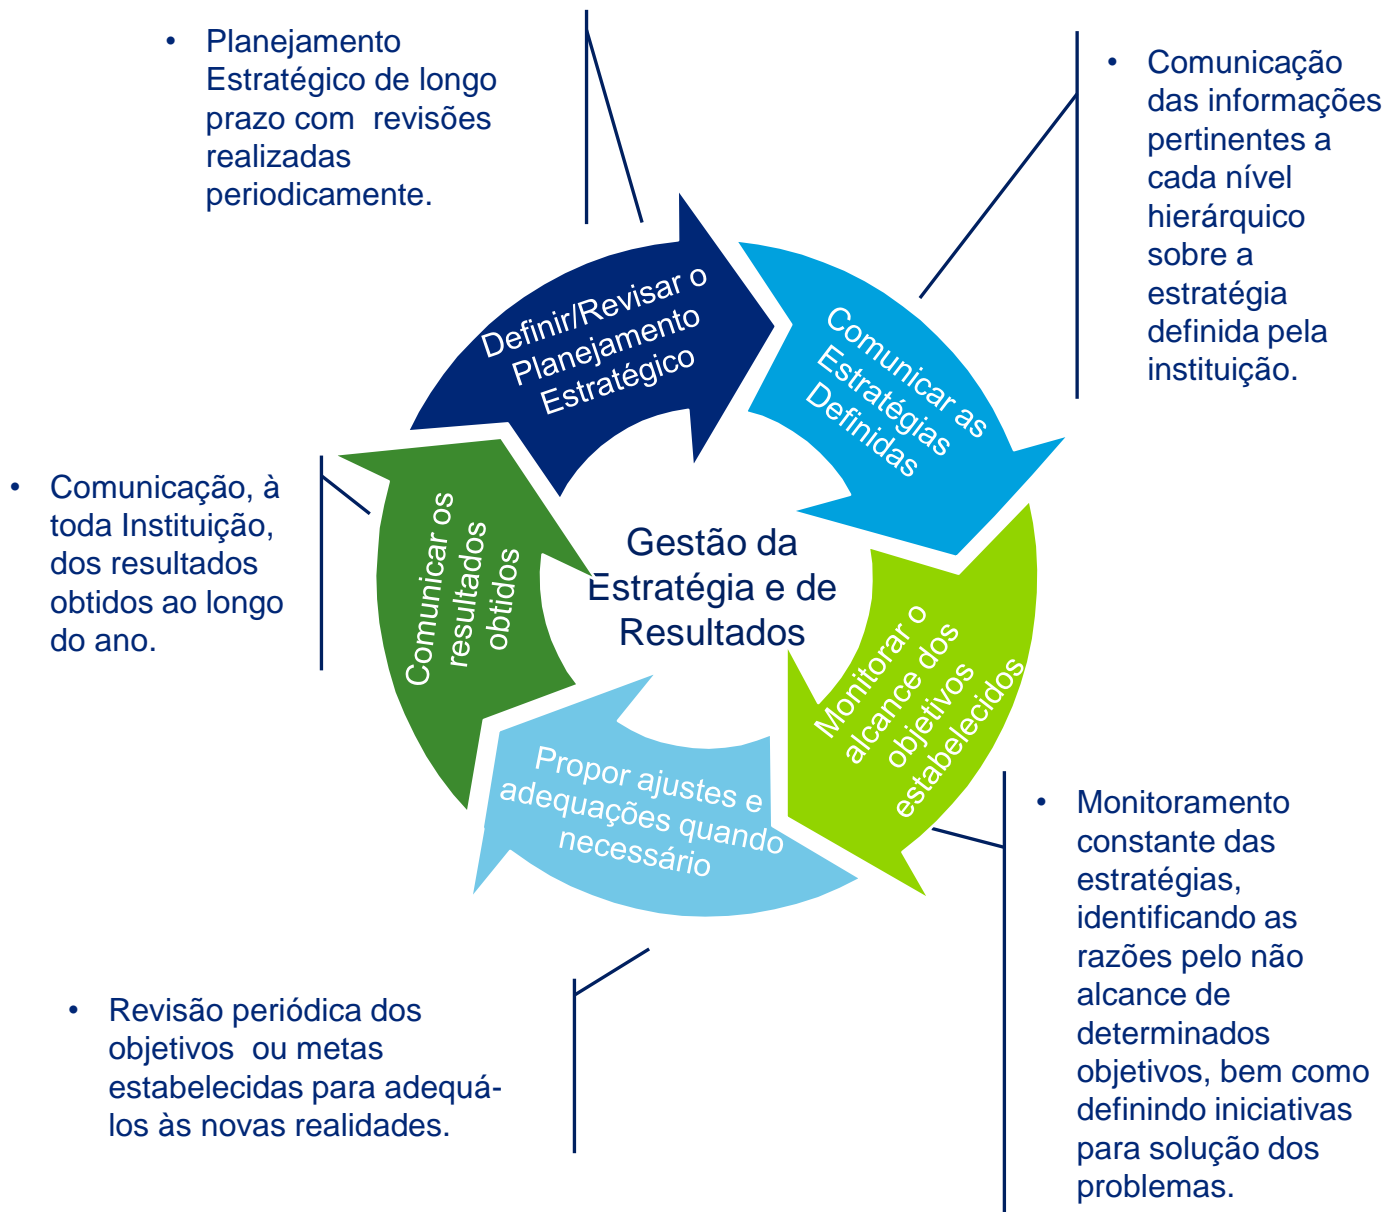 • Planejamento
Estratégico de longo
prazo com  revisões
realizadas
periodicamente.
• Comunicação
das informações
pertinentes a
cada nível
hierárquico
sobre a
estratégia
definida pela
instituição.
Definir/Revisar o
Planejamento
Estratégico
Comunicar as
Estratégias
Definidas
• Comunicação, à
toda Instituição,
dos resultados
obtidos ao longo
do ano.
Comunicar os
resultados
obtidos
Gestão da
Estratégia e de
Resultados
Monitorar o
alcance dos
objetivos
estabelecidos
Propor ajustes e
adequações quando
necessário
• Monitoramento
constante das
estratégias,
identificando as
razões pelo não
alcance de
determinados
objetivos, bem como
definindo iniciativas
para solução dos
problemas.
• Revisão periódica dos
objetivos  ou metas
estabelecidas para adequá-
los às novas realidades.